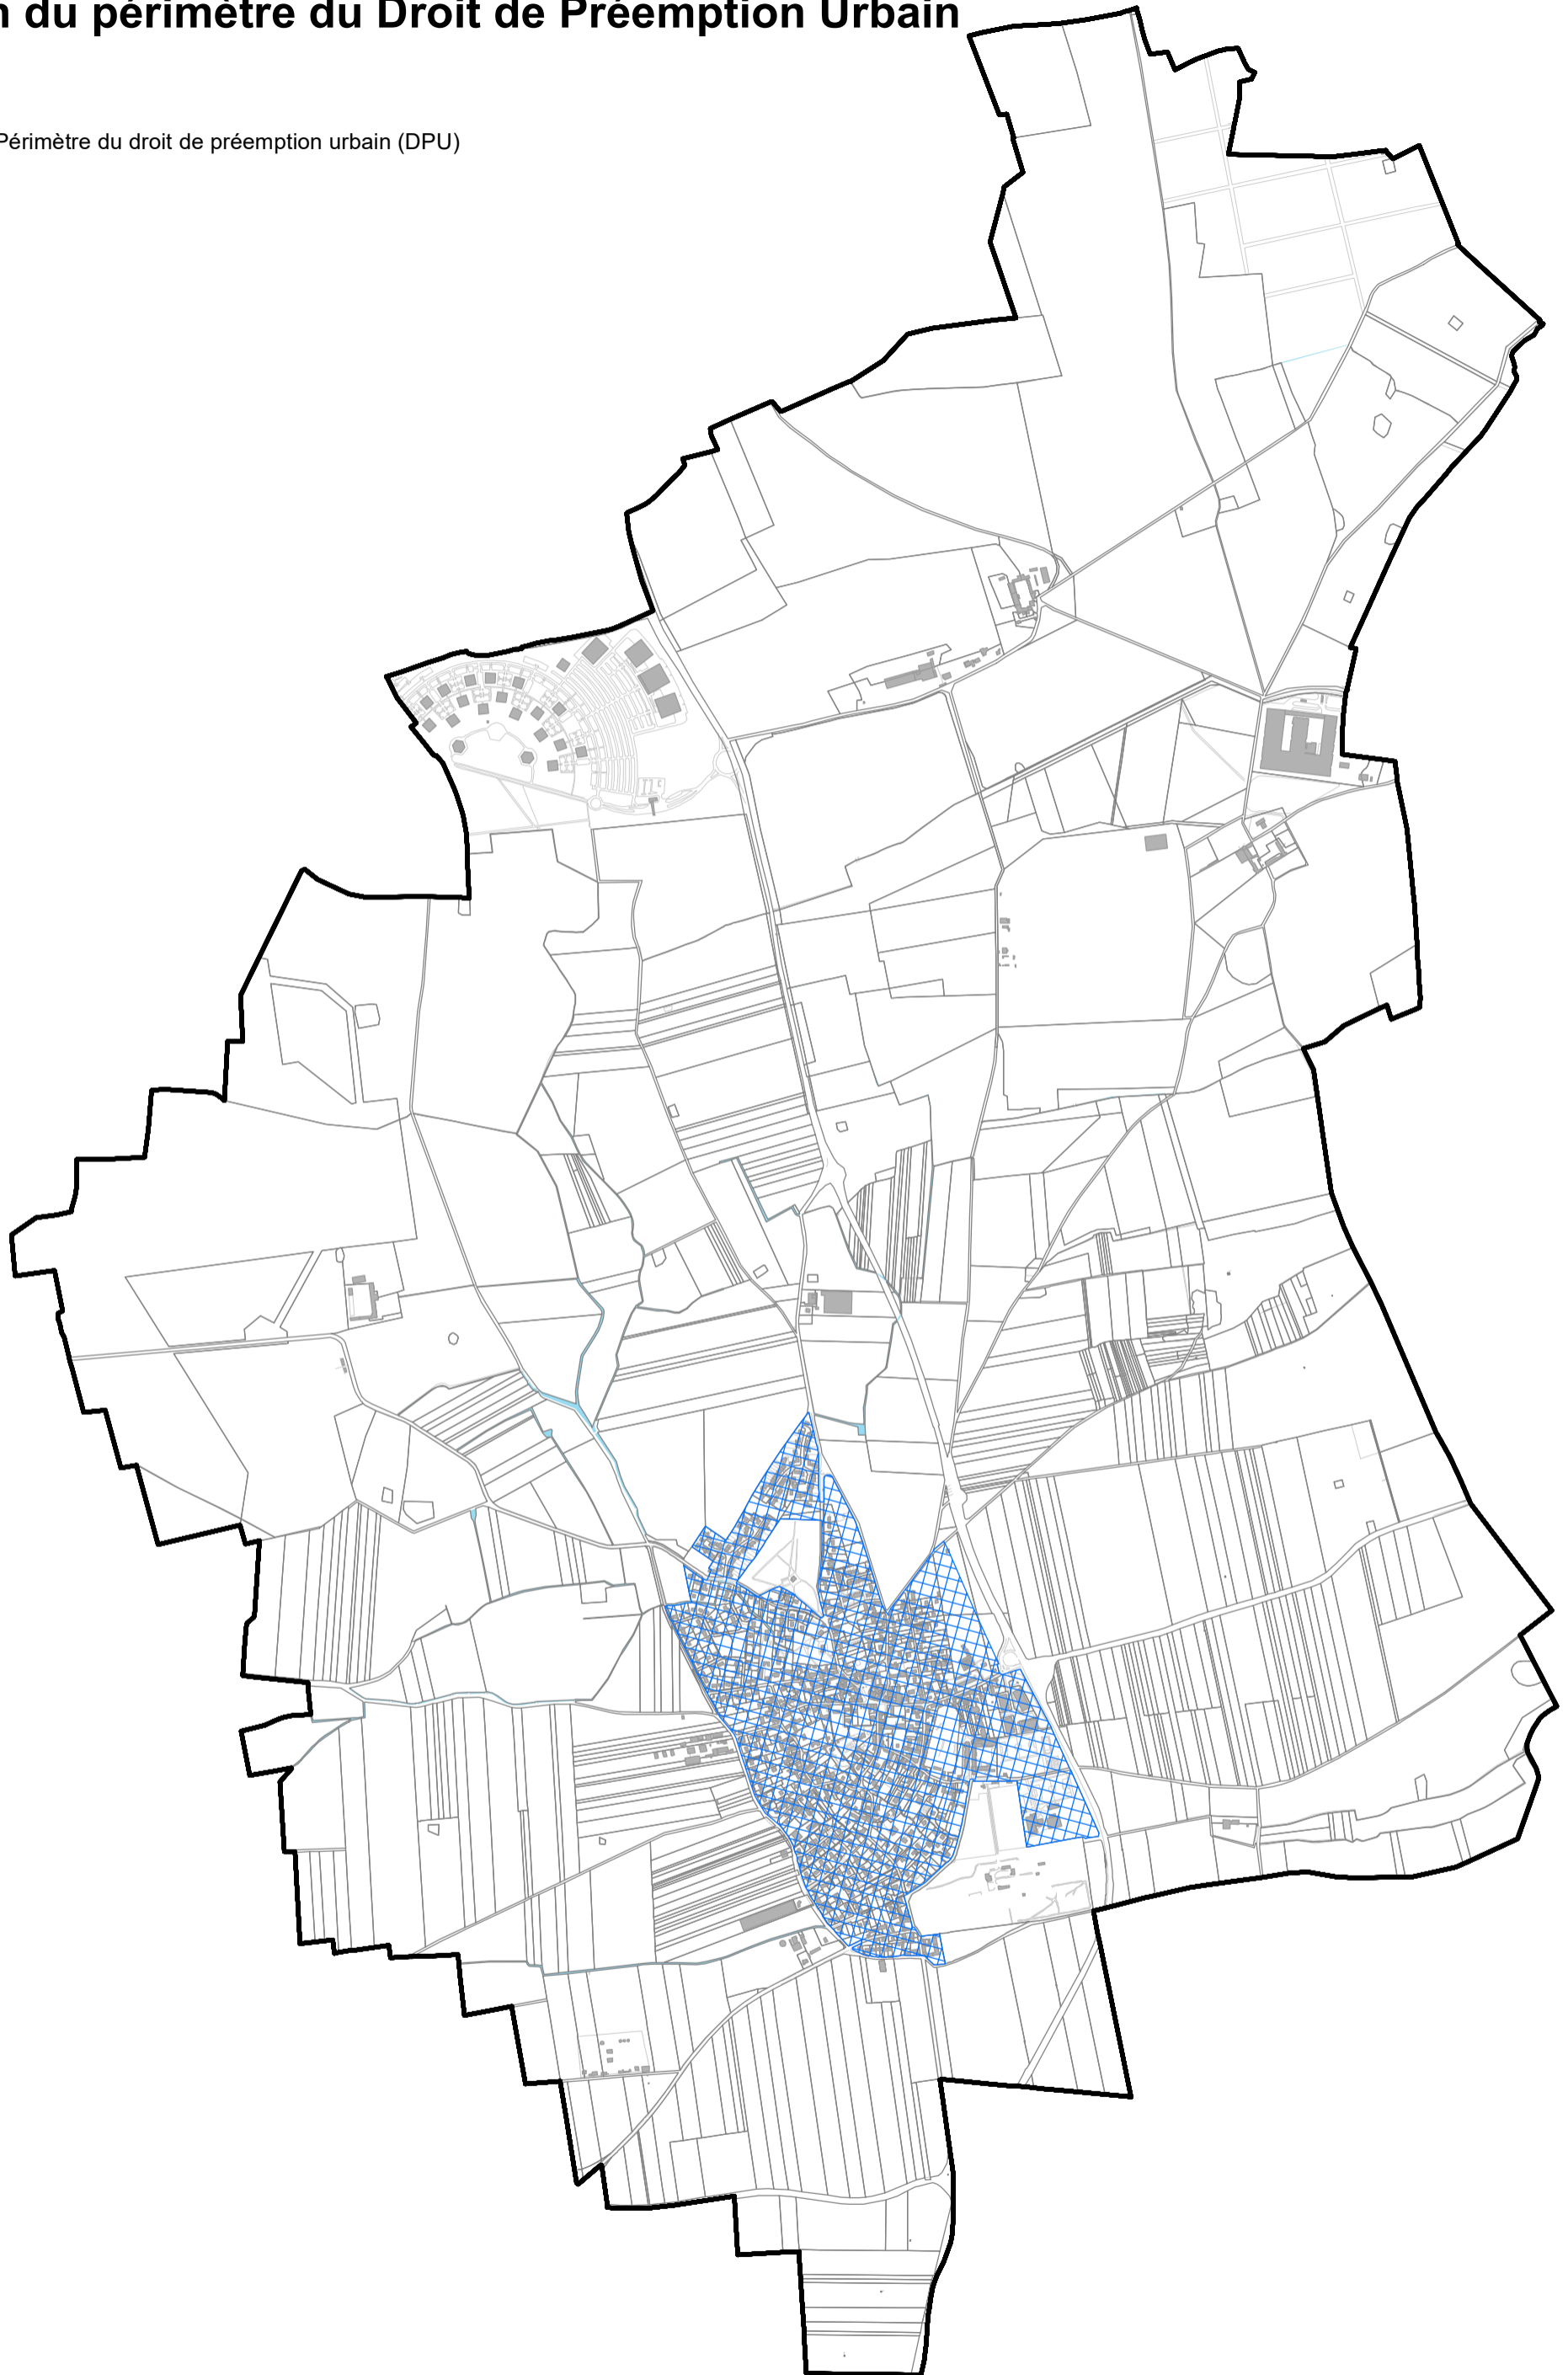 du périmètre du Droit de Préemption Urbain
Périmètre du droit de préemption urbain (DPU)